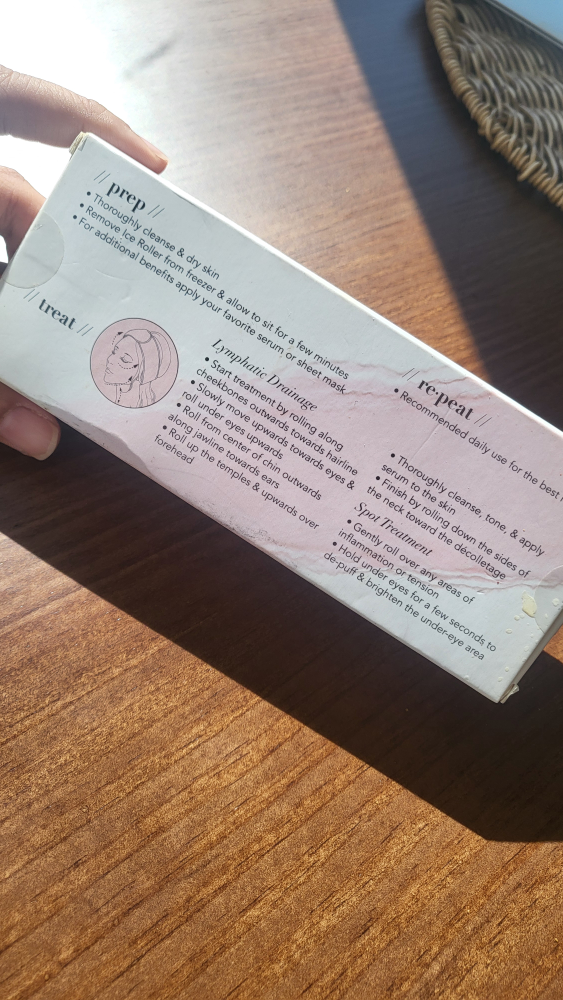 // prep //
• Thoroughly cleanse & dry skin
• Remove Ice Roller from freezer & allow to sit for a few minutes
• For additional benefits apply your favorite serum or sheet mask
// treat //
Lymphatic Drainage
• Start treatment by rolling along
cheekbones outwards towards hairline
• Slowly move upwards towards eyes &
roll under eyes upwards
• Roll from center of chin outwards
along jawline towards ears
• Roll up the temples & upwards over
forehead
• Thoroughly cleanse, tone, & apply
serum to the skin
• Finish by rolling down the sides of
the neck toward the décolletage
Spot Treatment
• Gently roll over any areas of
inflammation or tension
• Hold under eyes for a few seconds to
de-puff & brighten the under-eye area
// re·peat //
• Recommended daily use for the best